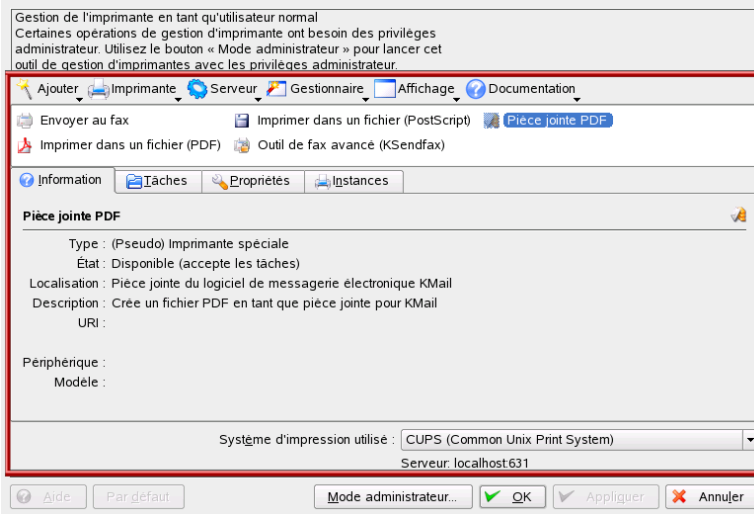 Gestion de l'imprimante en tant qu'utilisateur normal
Certaines opérations de gestion d'imprimante ont besoin des privilèges
administrateur. Utilisez le bouton « Mode administrateur » pour lancer cet
outil de gestion d'imprimantes avec les privilèges administrateur.
Ajouter Imprimante Serveur Gestionnaire Affichage Documentation
Envoyer au fax Imprimer dans un fichier (PostScript) Pièce jointe PDF
Imprimer dans un fichier (PDF) Outil de fax avancé (KSendfax)
Information Tâches Propriétés Instances
Pièce jointe PDF
Type : (Pseudo) Imprimante spéciale
État : Disponible (accepte les tâches)
Localisation : Pièce jointe du logiciel de messagerie électronique KMail
Description : Crée un fichier PDF en tant que pièce jointe pour KMail
URI :
Périphérique :
Modèle :
Système d'impression utilisé : CUPS (Common Unix Print System)
Serveur: localhost:631
Aide Par défaut Mode administrateur... OK Appliquer Annuler